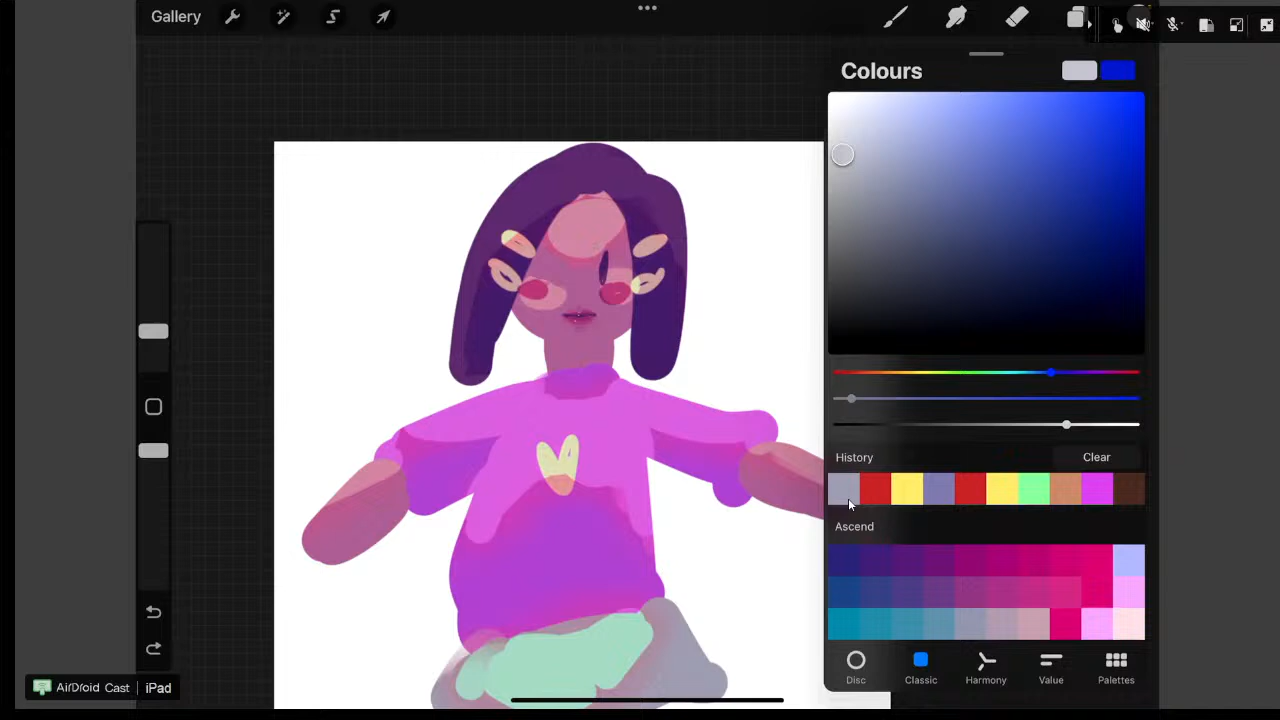 Gallery
Colours
History
Clear
Ascend
Disc
Classic
Harmony
Value
Palettes
AirDroid Cast | iPad